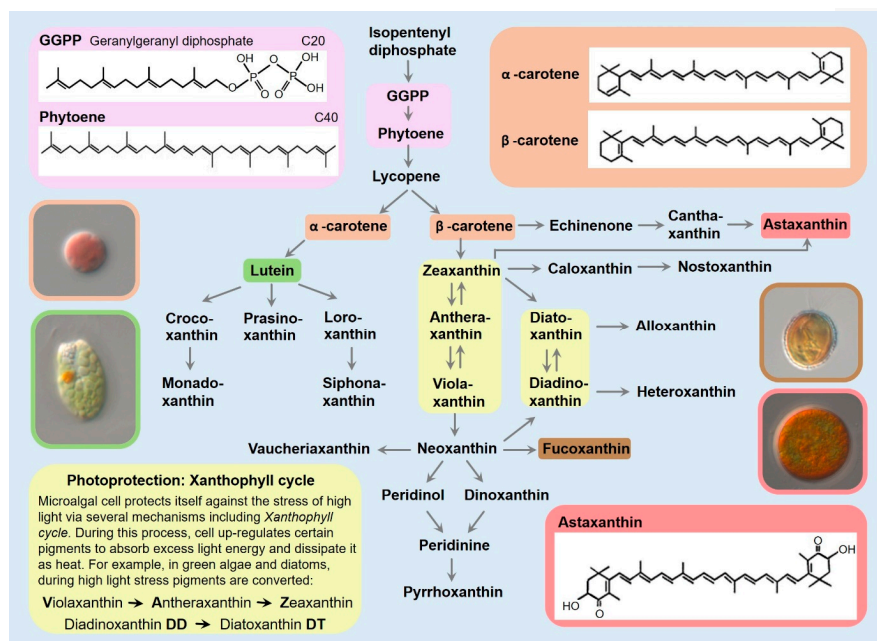 GGPP Geranylgeranyl diphosphate C20
OH
O
OH
P
P
OH
O
O
O
Phytoene C40
Isopentenyl
diphosphate
GGPP
Phytoene
Lycopene
α-carotene
β-carotene
α-carotene
β-carotene
Echinenone
Cantha-
xanthin
Astaxanthin
Lutein
Zeaxanthin
Caloxanthin
Nostoxanthin
Croco-
xanthin
Prasino-
xanthin
Loro-
xanthin
Anthera-
xanthin
Diato-
xanthin
Alloxanthin
Monado-
xanthin
Siphona-
xanthin
Viola-
xanthin
Diadino-
xanthin
Heteroxanthin
Vaucheriaxanthin
Neoxanthin
Fucoxanthin
Peridinol
Dinoxanthin
Peridinine
Pyrrhoxanthin
Photoprotection: Xanthophyll cycle
Microalgal cell protects itself against the stress of high
light via several mechanisms including Xanthophyll
cycle. During this process, cell up-regulates certain
pigments to absorb excess light energy and dissipate it
as heat. For example, in green algae and diatoms,
during high light stress pigments are converted:
Violaxanthin → Antheraxanthin → Zeaxanthin
Diadinoxanthin DD → Diatoxanthin DT
Astaxanthin
O
OH
HO
O